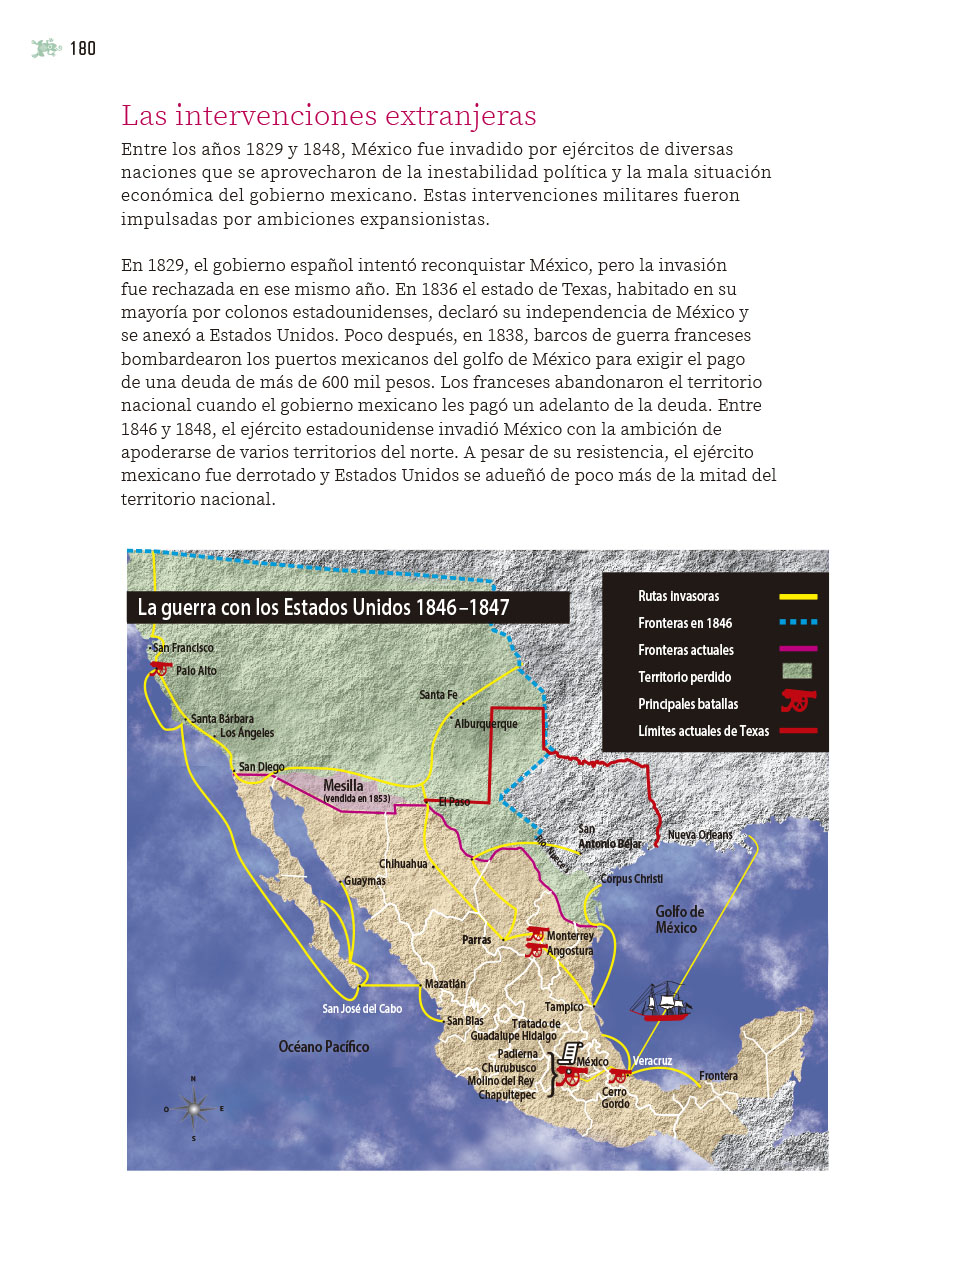 180
Las intervenciones extranjeras
Entre los años 1829 y 1848, México fue invadido por ejércitos de diversas
naciones que se aprovecharon de la inestabilidad política y la mala situación
económica del gobierno mexicano. Estas intervenciones militares fueron
impulsadas por ambiciones expansionistas.
En 1829, el gobierno español intentó reconquistar México, pero la invasión
fue rechazada en ese mismo año. En 1836 el estado de Texas, habitado en su
mayoría por colonos estadounidenses, declaró su independencia de México y
se anexó a Estados Unidos. Poco después, en 1838, barcos de guerra franceses
bombardearon los puertos mexicanos del golfo de México para exigir el pago
de una deuda de más de 600 mil pesos. Los franceses abandonaron el territorio
nacional cuando el gobierno mexicano les pagó un adelanto de la deuda. Entre
1846 y 1848, el ejército estadounidense invadió México con la ambición de
apoderarse de varios territorios del norte. A pesar de su resistencia, el ejército
mexicano fue derrotado y Estados Unidos se adueñó de poco más de la mitad del
territorio nacional.
La guerra con los Estados Unidos 1846–1847
Rutas invasoras
Fronteras en 1846
Fronteras actuales
Territorio perdido
Principales batallas
Límites actuales de Texas
San Francisco
Palo Alto
Santa Fe
Santa Bárbara
Alburquerque
Los Ángeles
San Diego
Mesilla
(vendida en 1853)
El Paso
San
Antonio Béjar
Nueva Orleans
Río Nueces
Chihuahua
Guaymas
Corpus Christi
Golfo de
México
Parras
Monterrey
Angostura
Mazatlán
San José del Cabo
Tampico
San Blas
Tratado de
Guadalupe Hidalgo
Océano Pacífico
Padierna
Churubusco
Molino del Rey
Chapultepec
México
Veracruz
Frontera
Cerro
Gordo
N
O
E
S